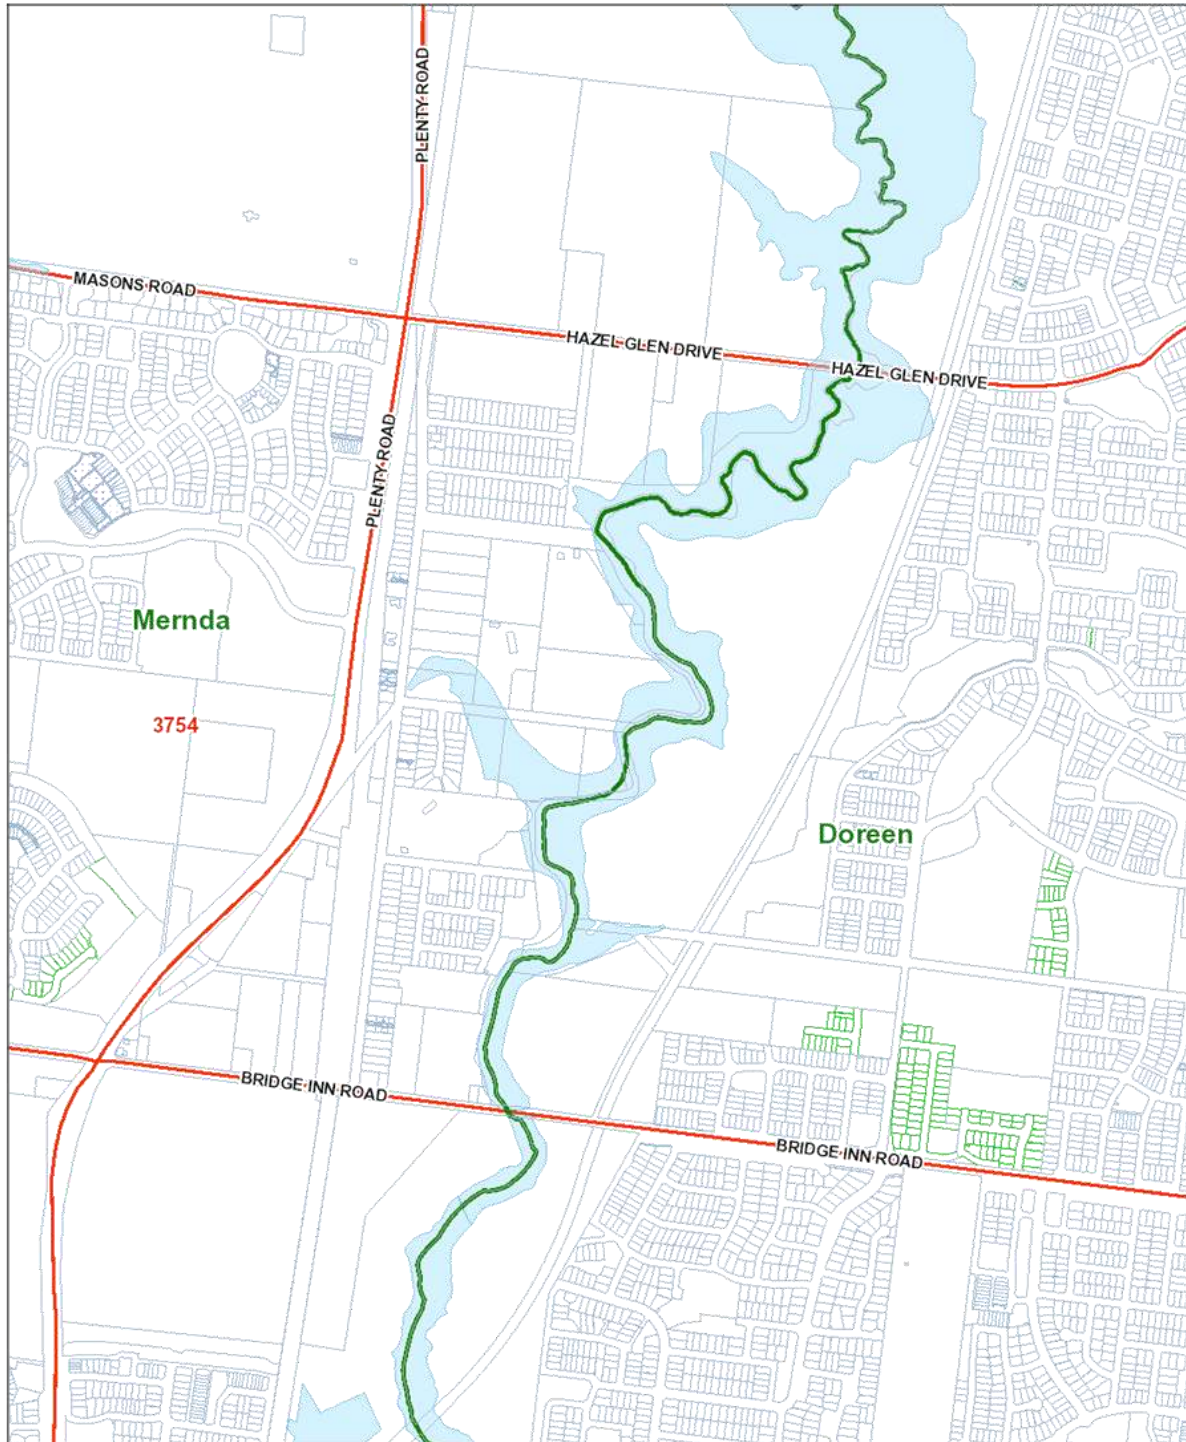 PLENTY ROAD
MASONS ROAD
HAZEL GLEN DRIVE
HAZEL GLEN DRIVE
PLENTY ROAD
Mernda
3754
Doreen
BRIDGE INN ROAD
BRIDGE INN ROAD